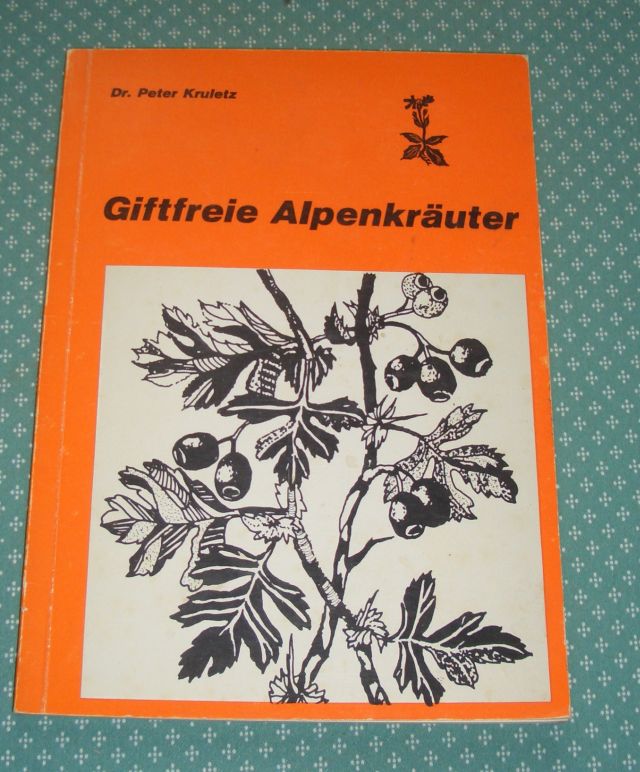 Dr. Peter Kruletz
Giftfreie Alpenkräuter